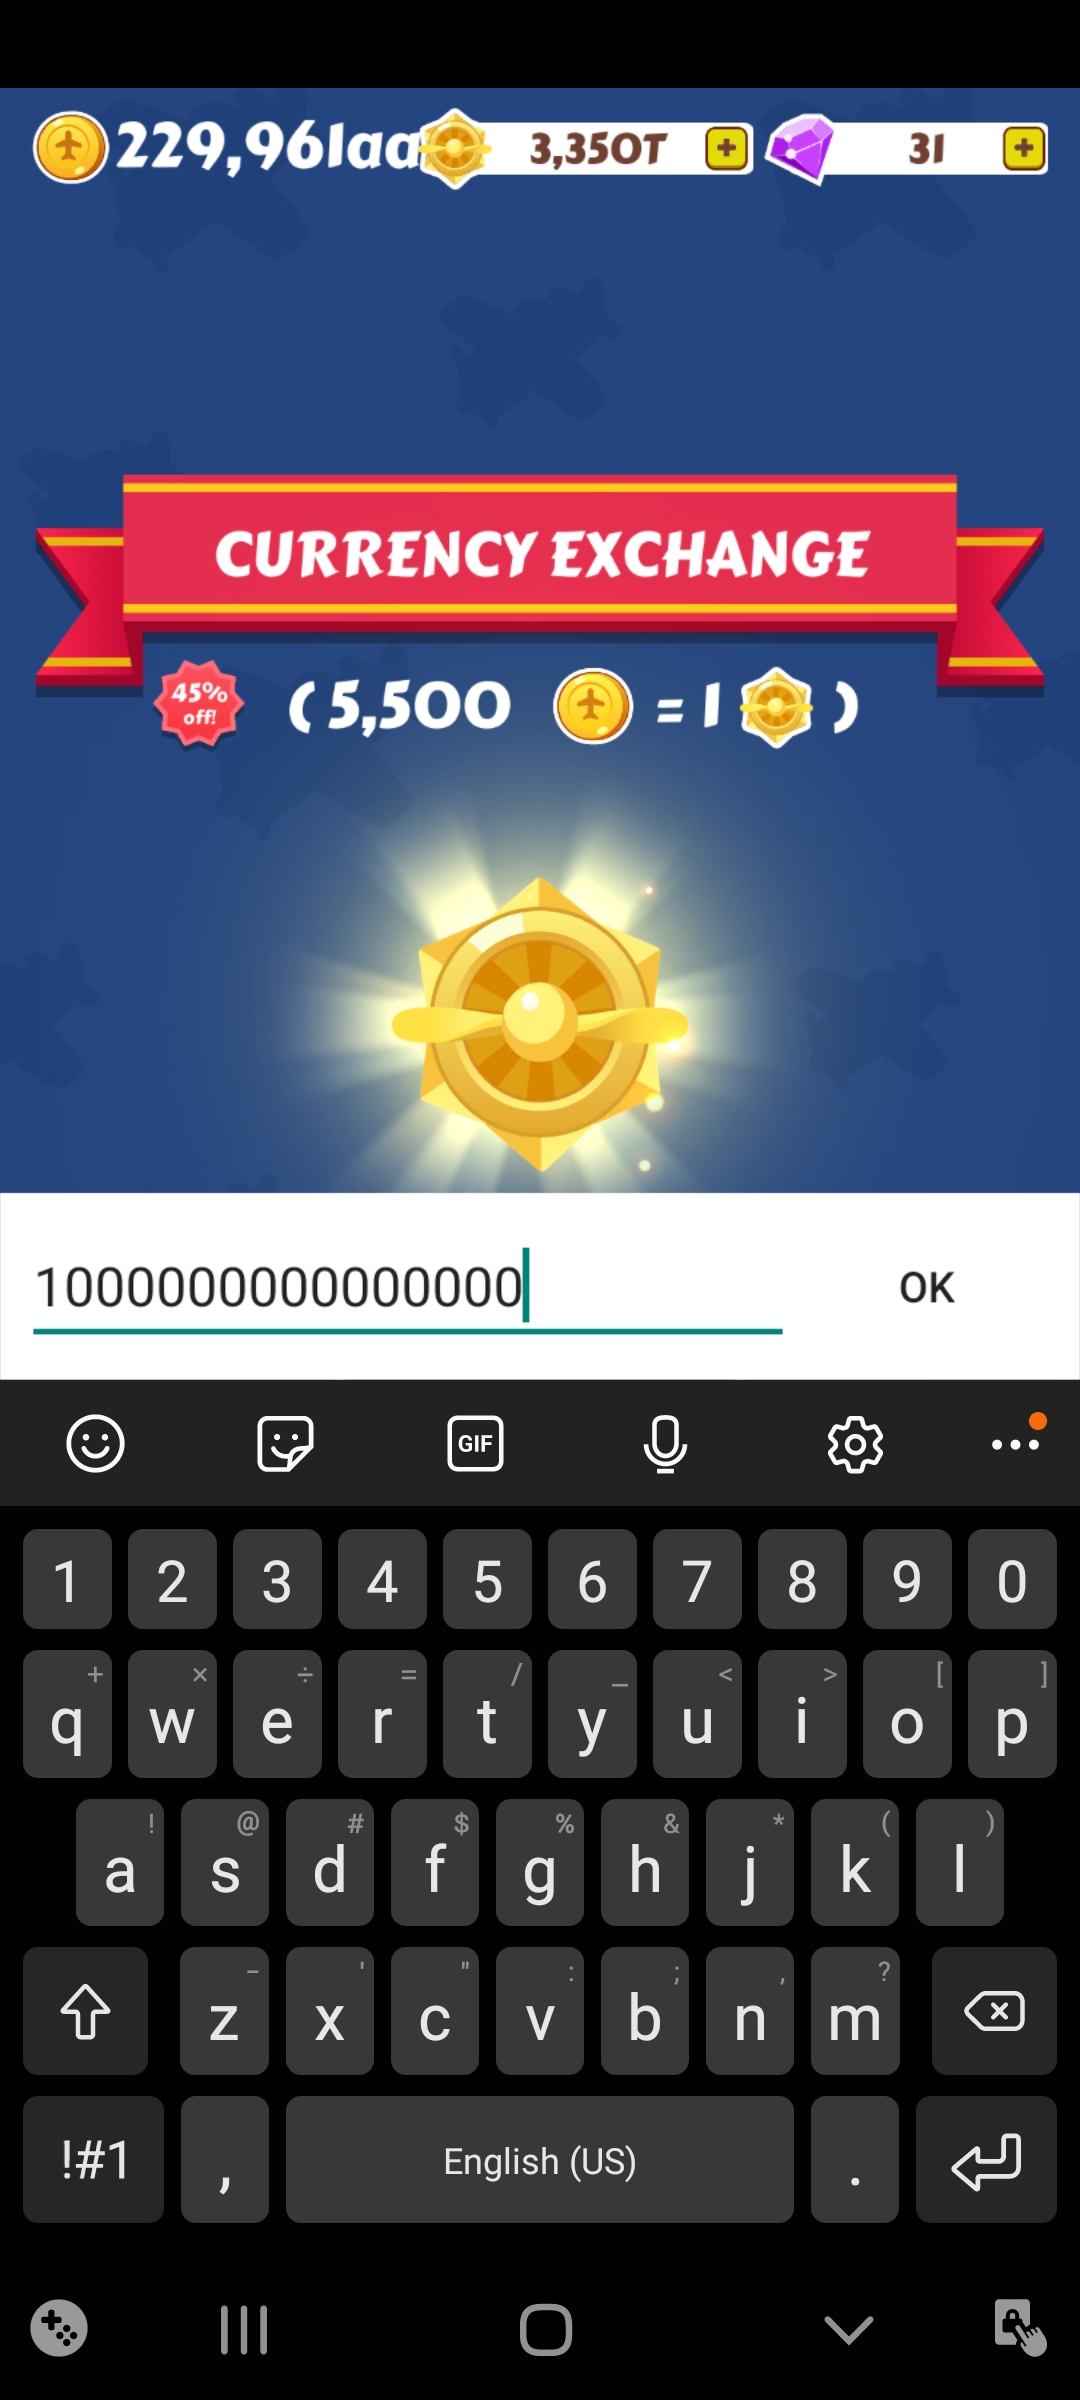 229,961aa 3,350T + 31 +
CURRENCY EXCHANGE
45% off! ( 5,500 = 1 )
1000000000000000 OK
GIF
1 2 3 4 5 6 7 8 9 0
+ × ÷ = / _ < > [ ]
q w e r t y u i o p
! @ # $ % & * ( )
a s d f g h j k l
- ' " : ; , ?
z x c v b n m
!#1 , English (US) .